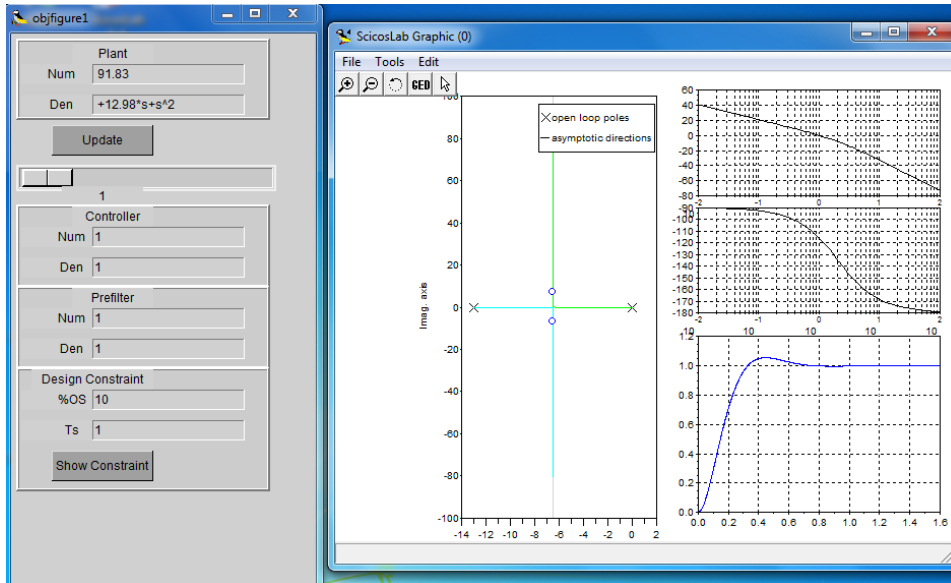 objfigure1
Plant
Num 91.83
Den +12.98*s+s^2
Update
1
Controller
Num 1
Den 1
Prefilter
Num 1
Den 1
Design Constraint
%OS 10
Ts 1
Show Constraint
ScicosLab Graphic (0)
File Tools Edit
GED
100
80
60
40
20
0
-20
-40
-60
-80
-100
-14 -12 -10 -8 -6 -4 -2 0 2
Imag. axis
open loop poles
asymptotic directions
60
40
20
0
-20
-40
-60
-80
-2 -1 0 1 2
10 10 10 10 10
-90
-100
-110
-120
-130
-140
-150
-160
-170
-180
-2 -1 0 1 2
10 10 10 10 10
1.2
1.0
0.8
0.6
0.4
0.2
0.0
0.0 0.2 0.4 0.6 0.8 1.0 1.2 1.4 1.6